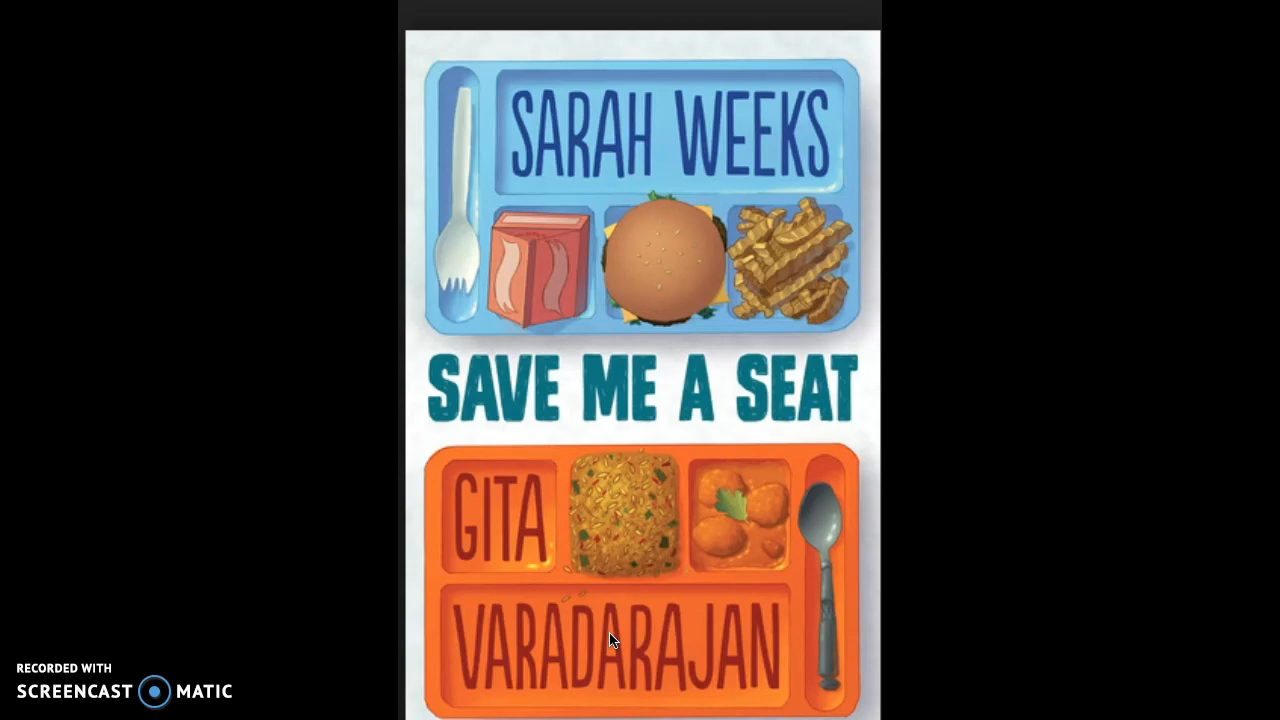 SARAH WEEKS
SAVE ME A SEAT
GITA
VARADARAJAN
RECORDED WITH
SCREENCAST MATIC